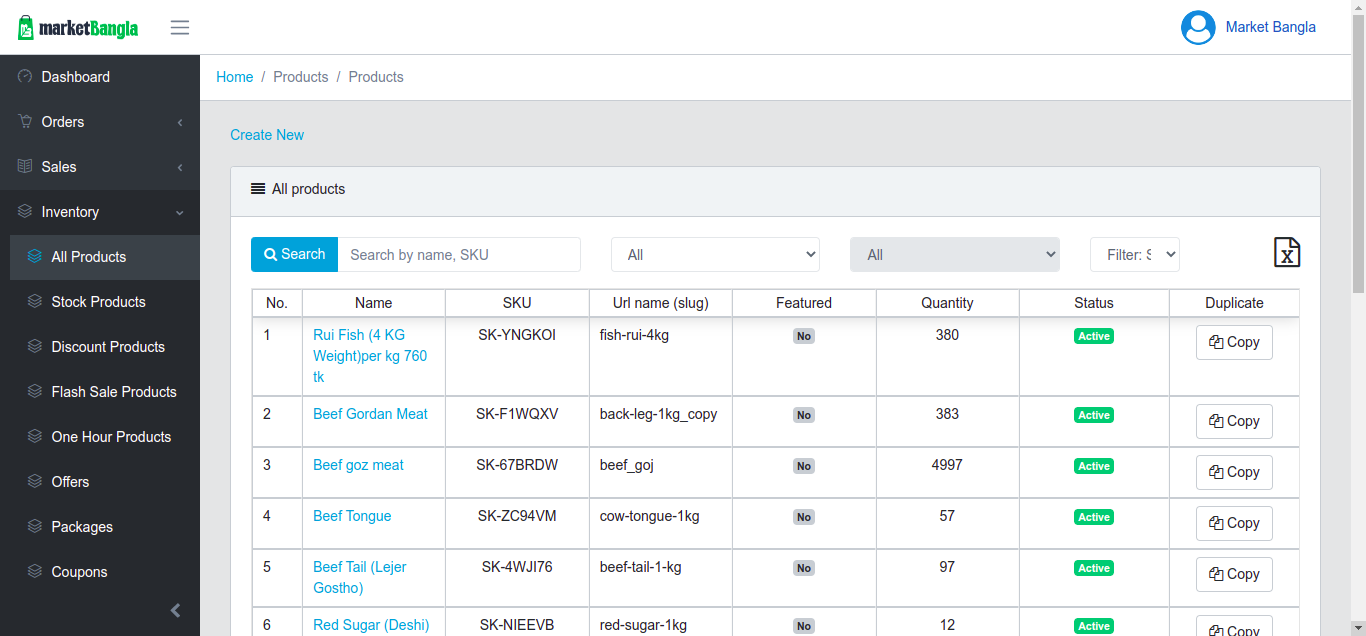 marketBangla
Market Bangla
Dashboard
Orders
Sales
Inventory
All Products
Stock Products
Discount Products
Flash Sale Products
One Hour Products
Offers
Packages
Coupons
Home / Products / Products
Create New
All products
Search Search by name, SKU All All Filter: S X
No. Name SKU Url name (slug) Featured Quantity Status Duplicate
1 Rui Fish (4 KG SK-YNGKOI fish-rui-4kg No 380 Active Copy
Weight)per kg 760
tk
2 Beef Gordan Meat SK-F1WQXV back-leg-1kg_copy No 383 Active Copy
3 Beef goz meat SK-67BRDW beef_goj No 4997 Active Copy
4 Beef Tongue SK-ZC94VM cow-tongue-1kg No 57 Active Copy
5 Beef Tail (Lejer SK-4WJI76 beef-tail-1-kg No 97 Active Copy
Gostho)
6 Red Sugar (Deshi) SK-NIEEVB red-sugar-1kg No 12 Active Copy